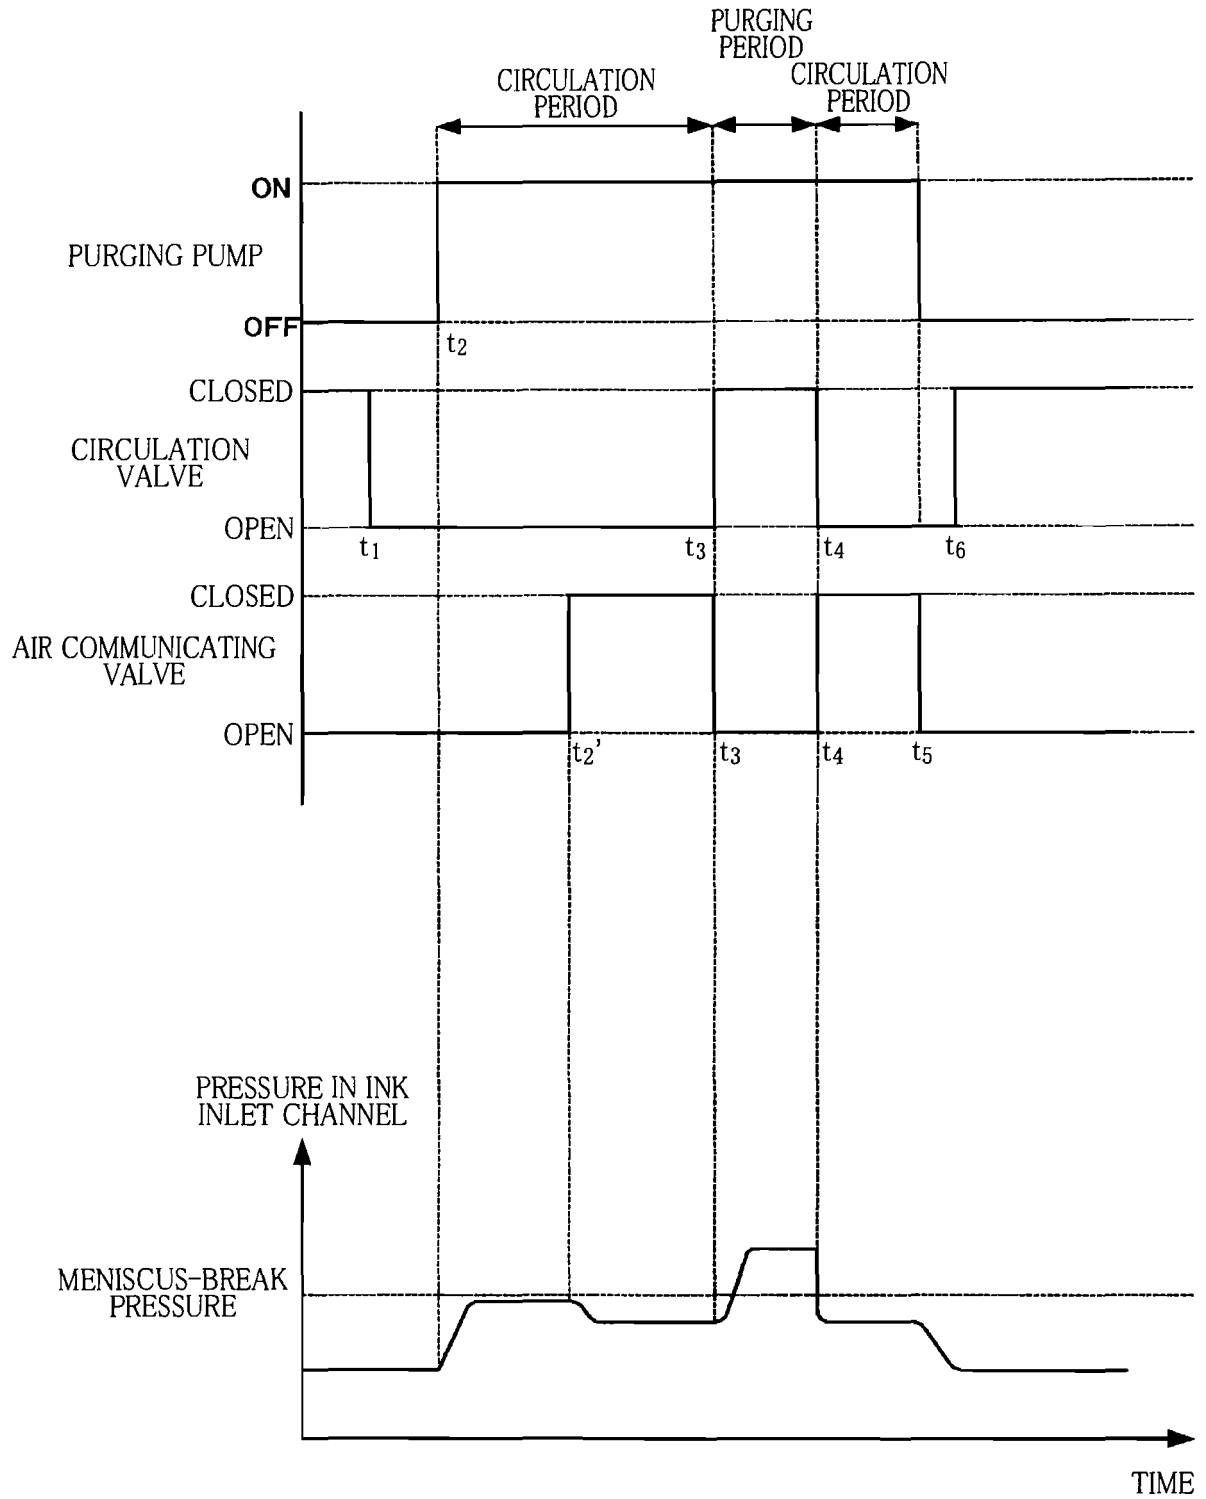 PURGING
PERIOD
CIRCULATION
PERIOD
CIRCULATION
PERIOD
ON
PURGING PUMP
OFF
t2
CLOSED
CIRCULATION
VALVE
OPEN
t1
t3
t4
t6
CLOSED
AIR COMMUNICATING
VALVE
OPEN
t2'
t3
t4
t5
PRESSURE IN INK
INLET CHANNEL
MENISCUS-BREAK
PRESSURE
TIME